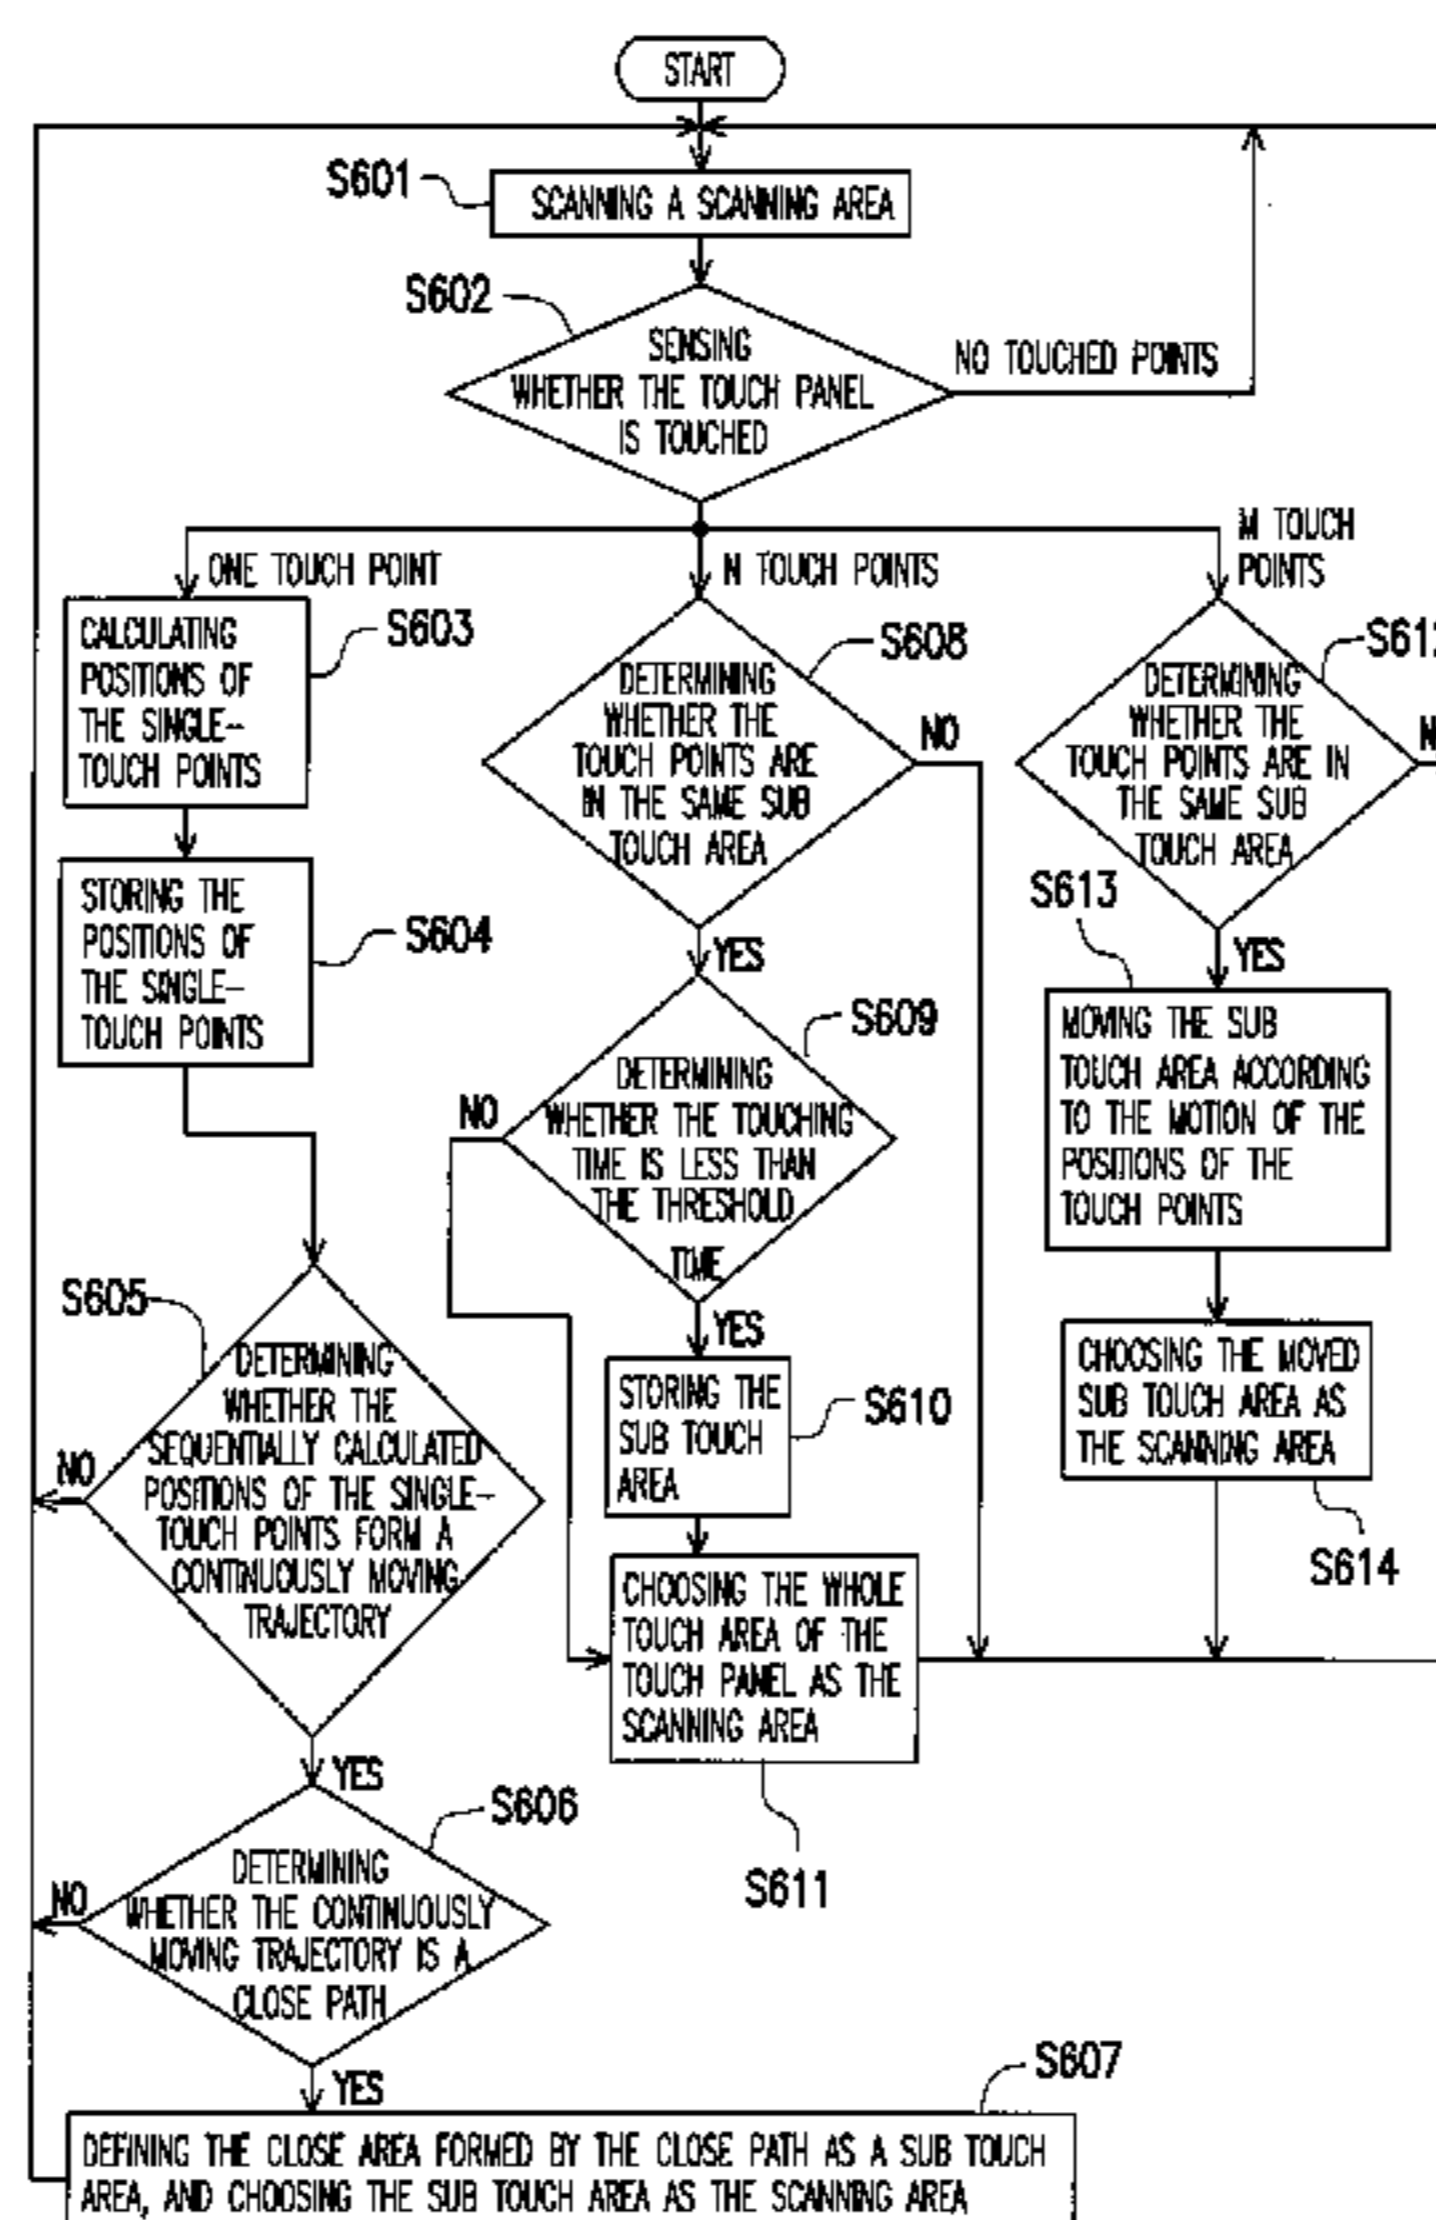 START
S601
SCANNING A SCANNING AREA
S602
SENSING
WHETHER THE TOUCH PANEL
IS TOUCHED
NO TOUCHED POINTS
ONE TOUCH POINT
N TOUCH POINTS
M TOUCH
POINTS
CALCULATING
POSITIONS OF
THE SINGLE-
TOUCH POINTS
S603
STORING THE
POSITIONS OF
THE SINGLE-
TOUCH POINTS
S604
S605
DETERMINING
WHETHER THE
SEQUENTIALLY CALCULATED
POSITIONS OF THE SINGLE-
TOUCH POINTS FORM A
CONTINUOUSLY MOVING
TRAJECTORY
NO
YES
S606
DETERMINING
WHETHER THE CONTINUOUSLY
MOVING TRAJECTORY IS A
CLOSE PATH
NO
YES
S607
DEFINING THE CLOSE AREA FORMED BY THE CLOSE PATH AS A SUB TOUCH
AREA, AND CHOOSING THE SUB TOUCH AREA AS THE SCANNING AREA
S608
DETERMINING
WHETHER THE
TOUCH POINTS ARE
IN THE SAME SUB
TOUCH AREA
NO
YES
S609
DETERMINING
WHETHER THE TOUCHING
TIME IS LESS THAN
THE THRESHOLD
TIME
NO
YES
STORING THE
SUB TOUCH
AREA
S610
CHOOSING THE WHOLE
TOUCH AREA OF THE
TOUCH PANEL AS THE
SCANNING AREA
S611
DETERMINING
WHETHER THE
TOUCH POINTS ARE IN
THE SAME SUB
TOUCH AREA
YES
S613
MOVING THE SUB
TOUCH AREA ACCORDING
TO THE MOTION OF THE
POSITIONS OF THE
TOUCH POINTS
CHOOSING THE MOVED
SUB TOUCH AREA AS
THE SCANNING AREA
S614